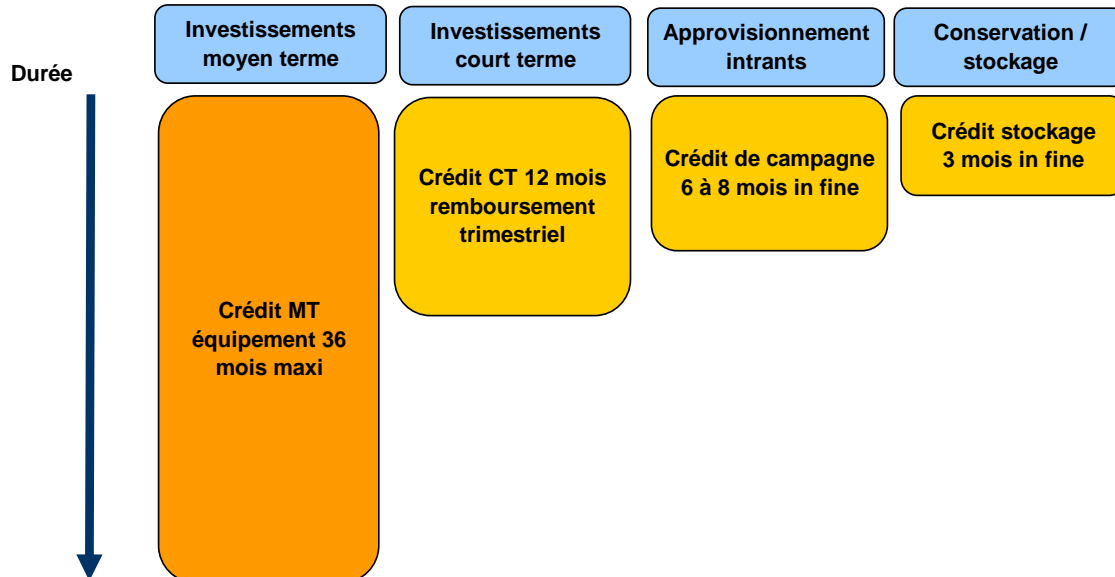 Investissements
moyen terme
Investissements
court terme
Approvisionnement
intrants
Conservation /
stockage
Durée
Crédit MT
équipement 36
mois maxi
Crédit CT 12 mois
remboursement
trimestriel
Crédit de campagne
6 à 8 mois in fine
Crédit stockage
3 mois in fine